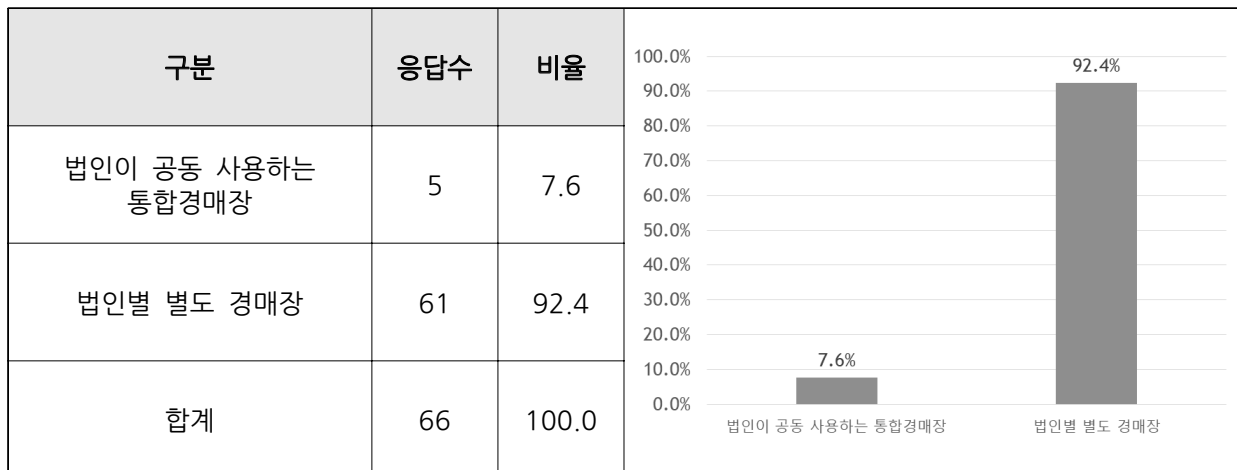 구분 응답수 비율
법인이 공동 사용하는
통합경매장
5 7.6
법인별 별도 경매장 61 92.4
합계 66 100.0
100.0%
90.0%
80.0%
70.0%
60.0%
50.0%
40.0%
30.0%
20.0%
10.0%
0.0%
7.6%
92.4%
법인이 공동 사용하는 통합경매장
법인별 별도 경매장